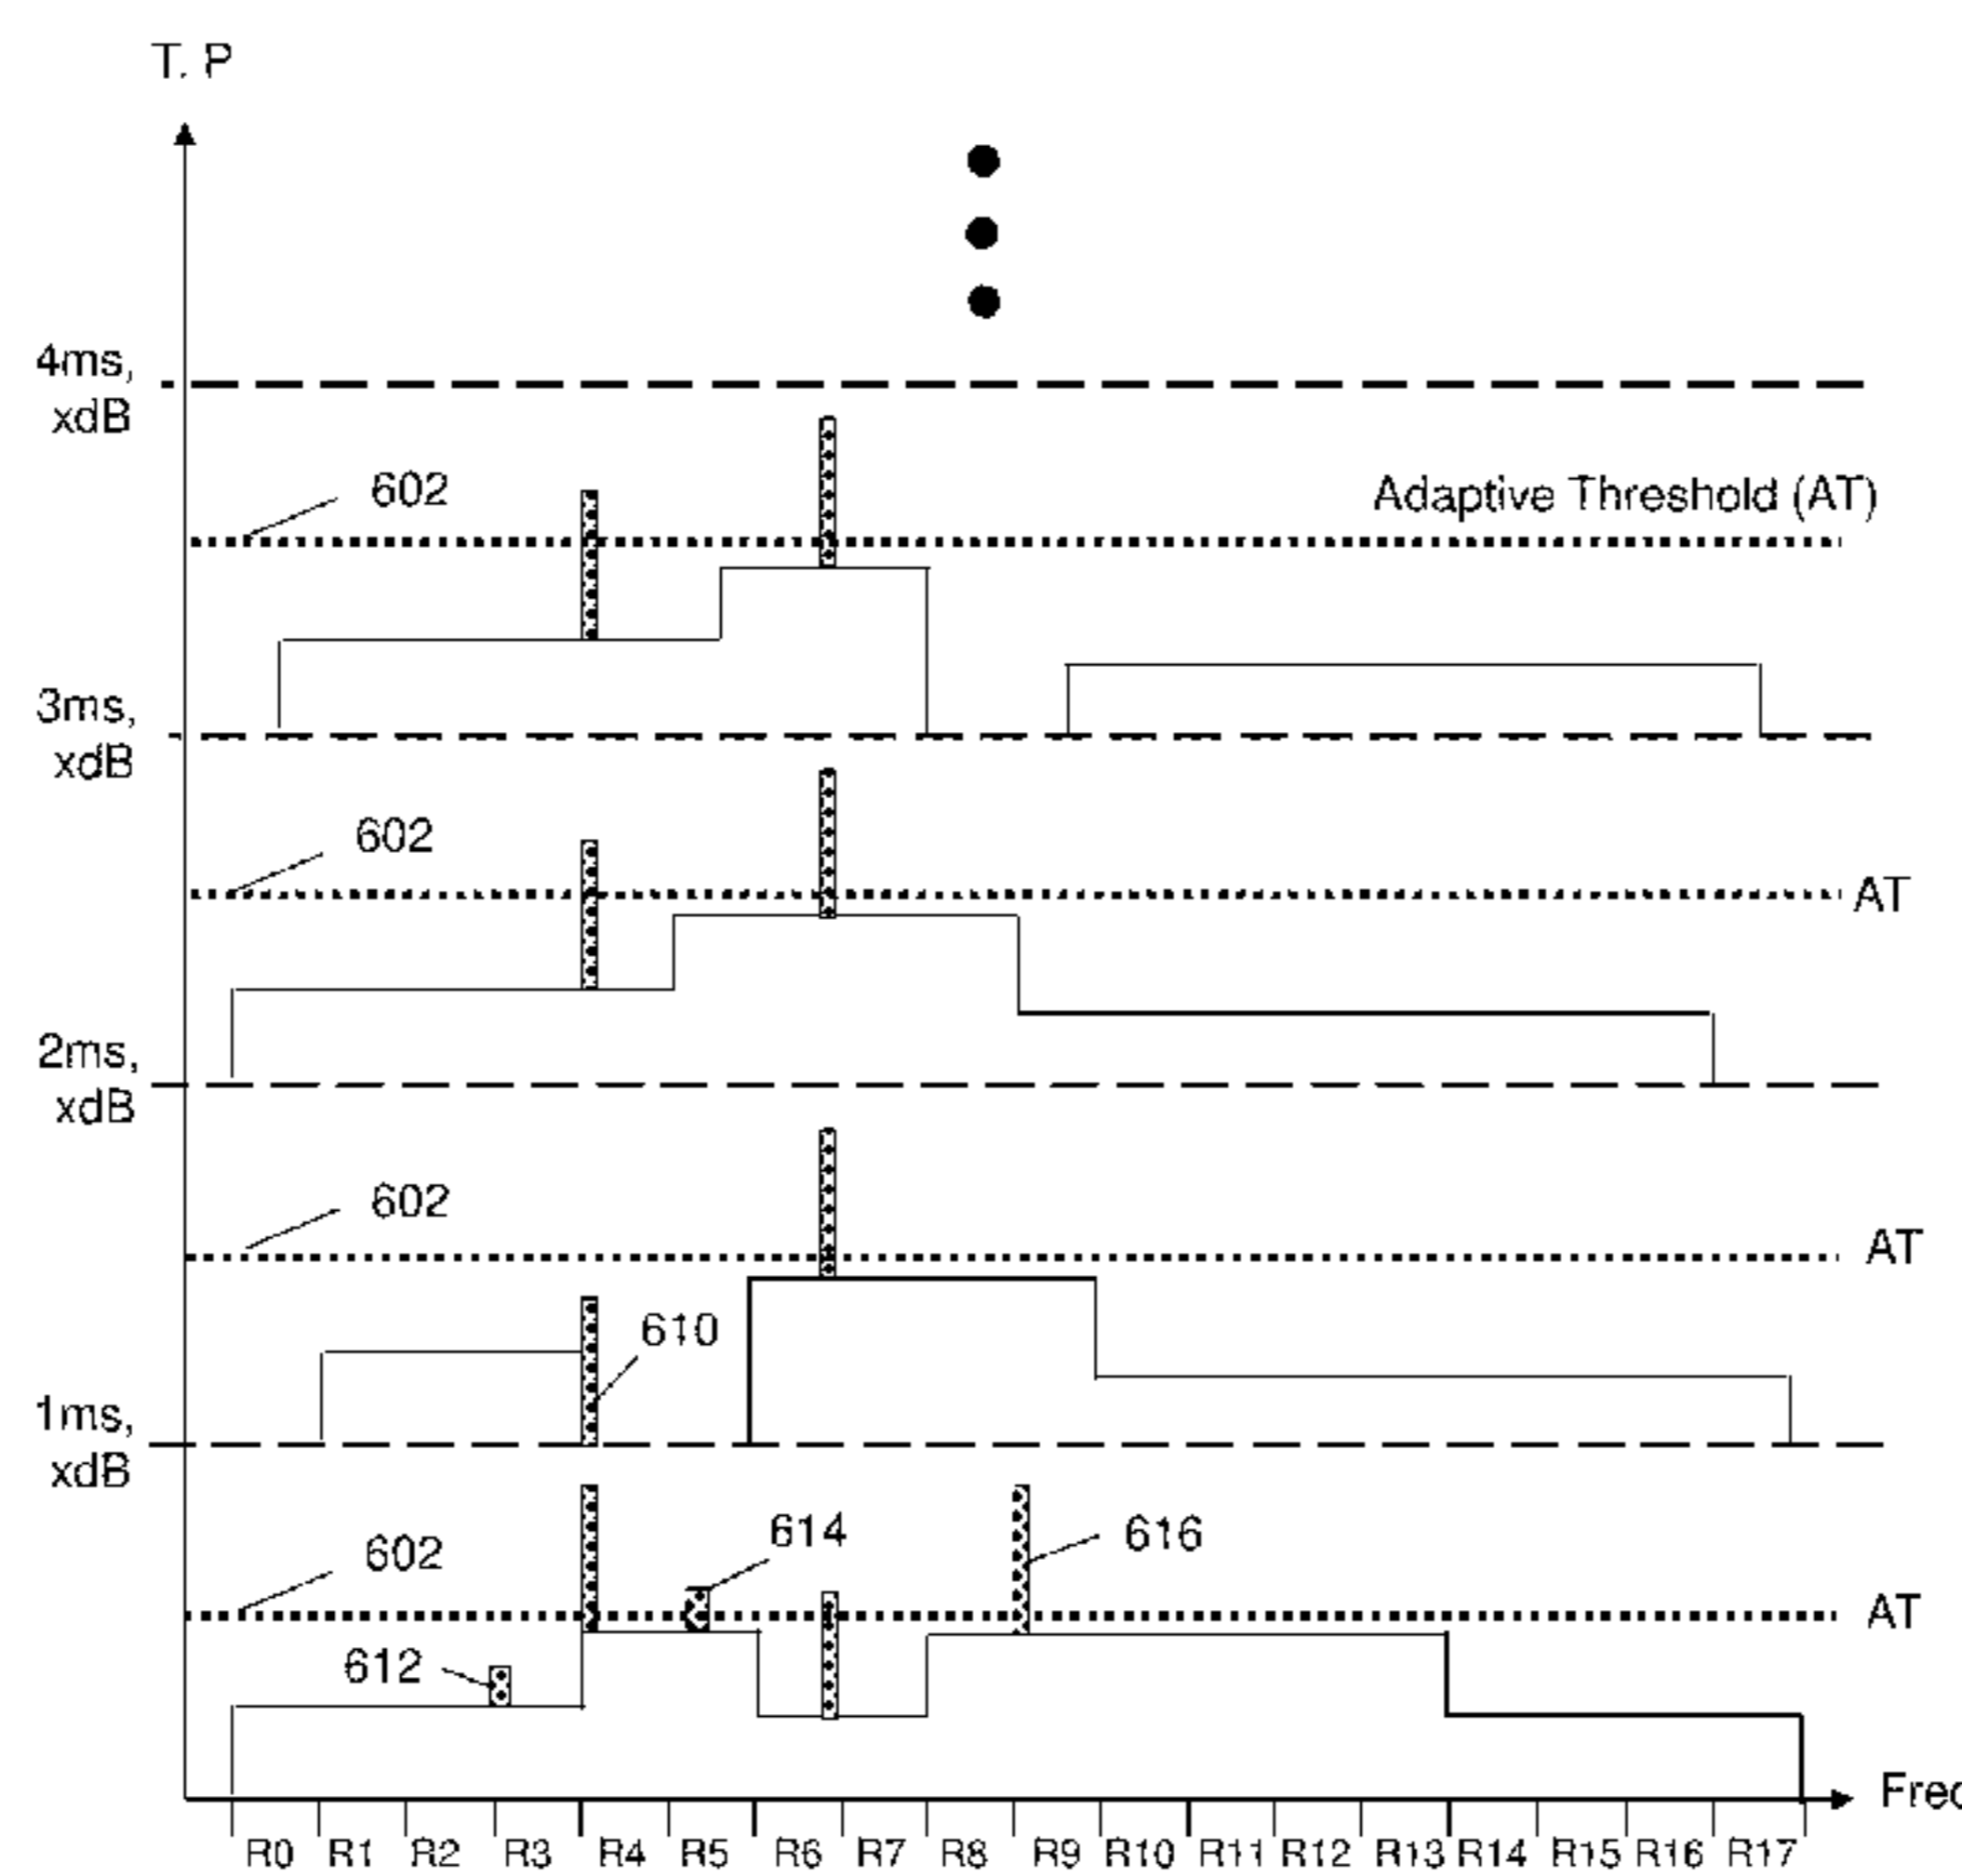 T, P
4ms,
xdB
602
Adaptive Threshold (AT)
3ms,
xdB
602
AT
2ms,
xdB
602
AT
610
1ms,
xdB
602
614
616
AT
612
R0 R1 R2 R3 R4 R5 R6 R7 R8 R9 R10 R11 R12 R13 R14 R15 R16 R17